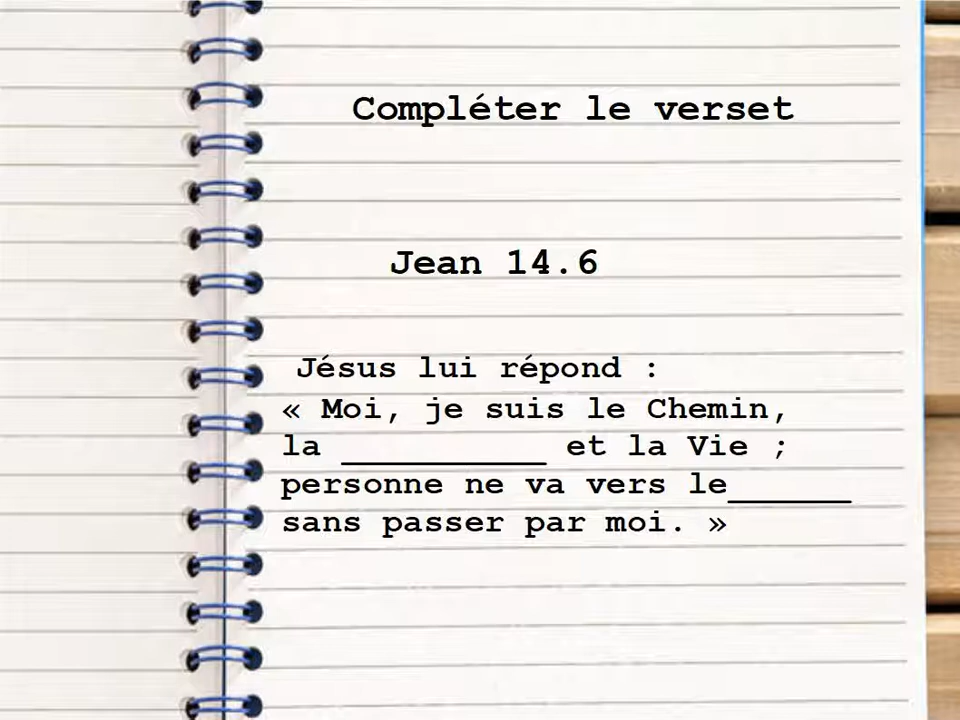 Compléter le verset
Jean 14.6
Jésus lui répond :
« Moi, je suis le Chemin,
la __________ et la Vie ;
personne ne va vers le______
sans passer par moi. »